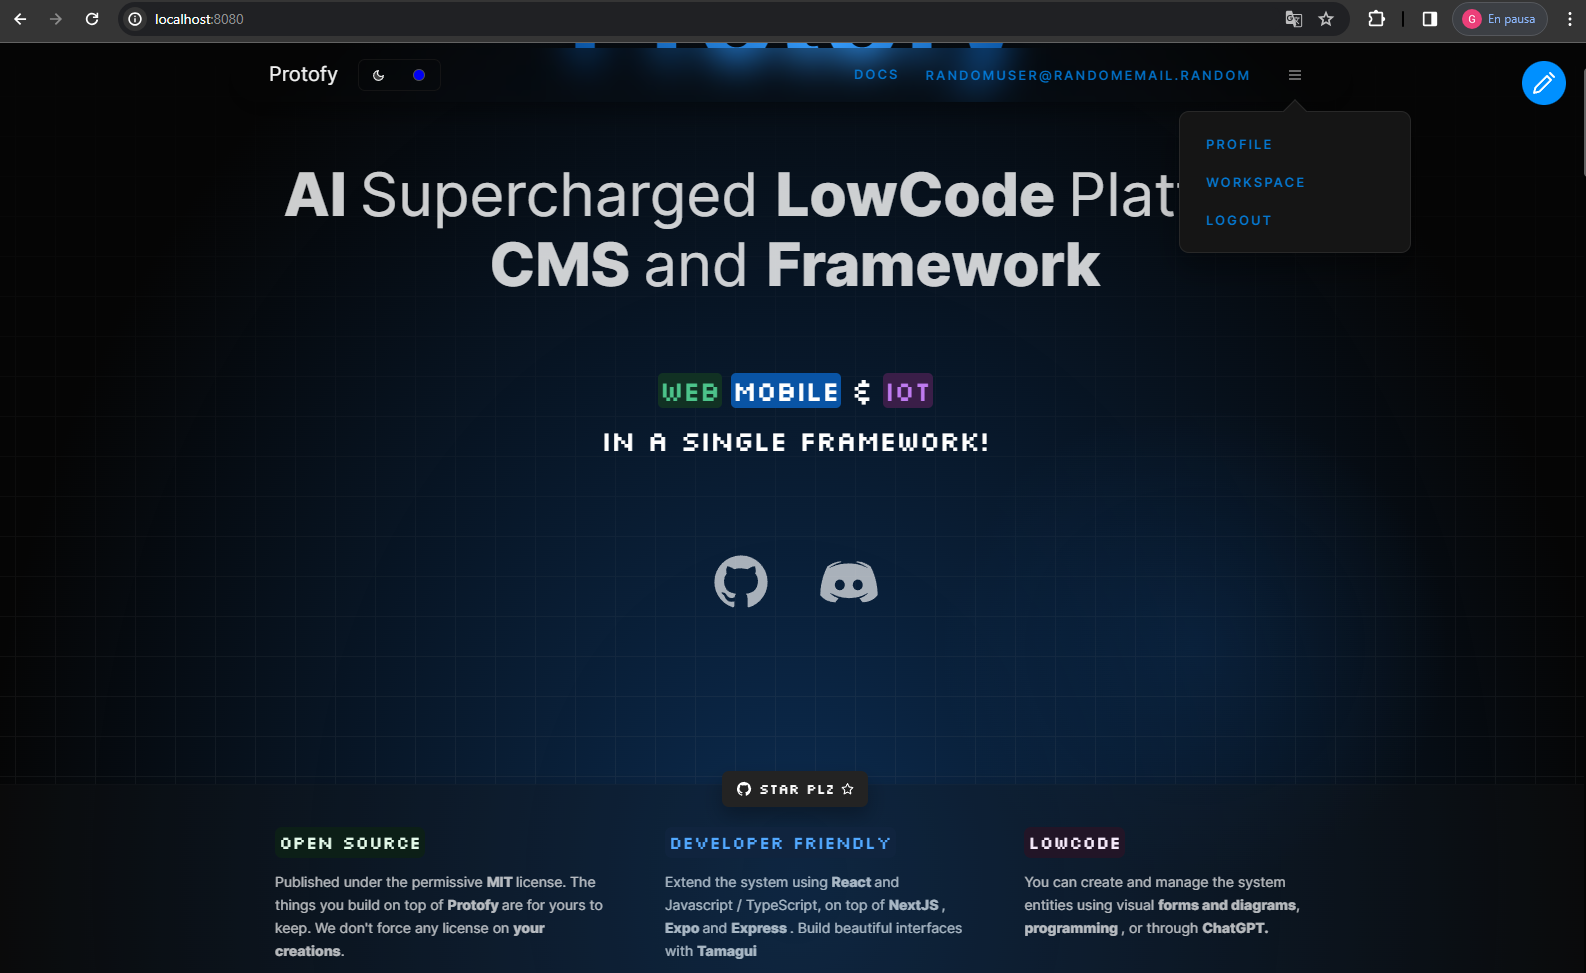 localhost:8080
G En pausa
Protofy
DOCS RANDOMUSER@RANDOMEMAIL.RANDOM
PROFILE
WORKSPACE
LOGOUT
AI Supercharged LowCode Plat
CMS and Framework
WEB MOBILE & IOT
IN A SINGLE FRAMEWORK!
STAR PLZ
OPEN SOURCE
Published under the permissive MIT license. The
things you build on top of Protofy are for yours to
keep. We don't force any license on your
creations.
DEVELOPER FRIENDLY
Extend the system using React and
Javascript / TypeScript, on top of NextJS ,
Expo and Express . Build beautiful interfaces
with Tamagui
LOWCODE
You can create and manage the system
entities using visual forms and diagrams,
programming , or through ChatGPT.